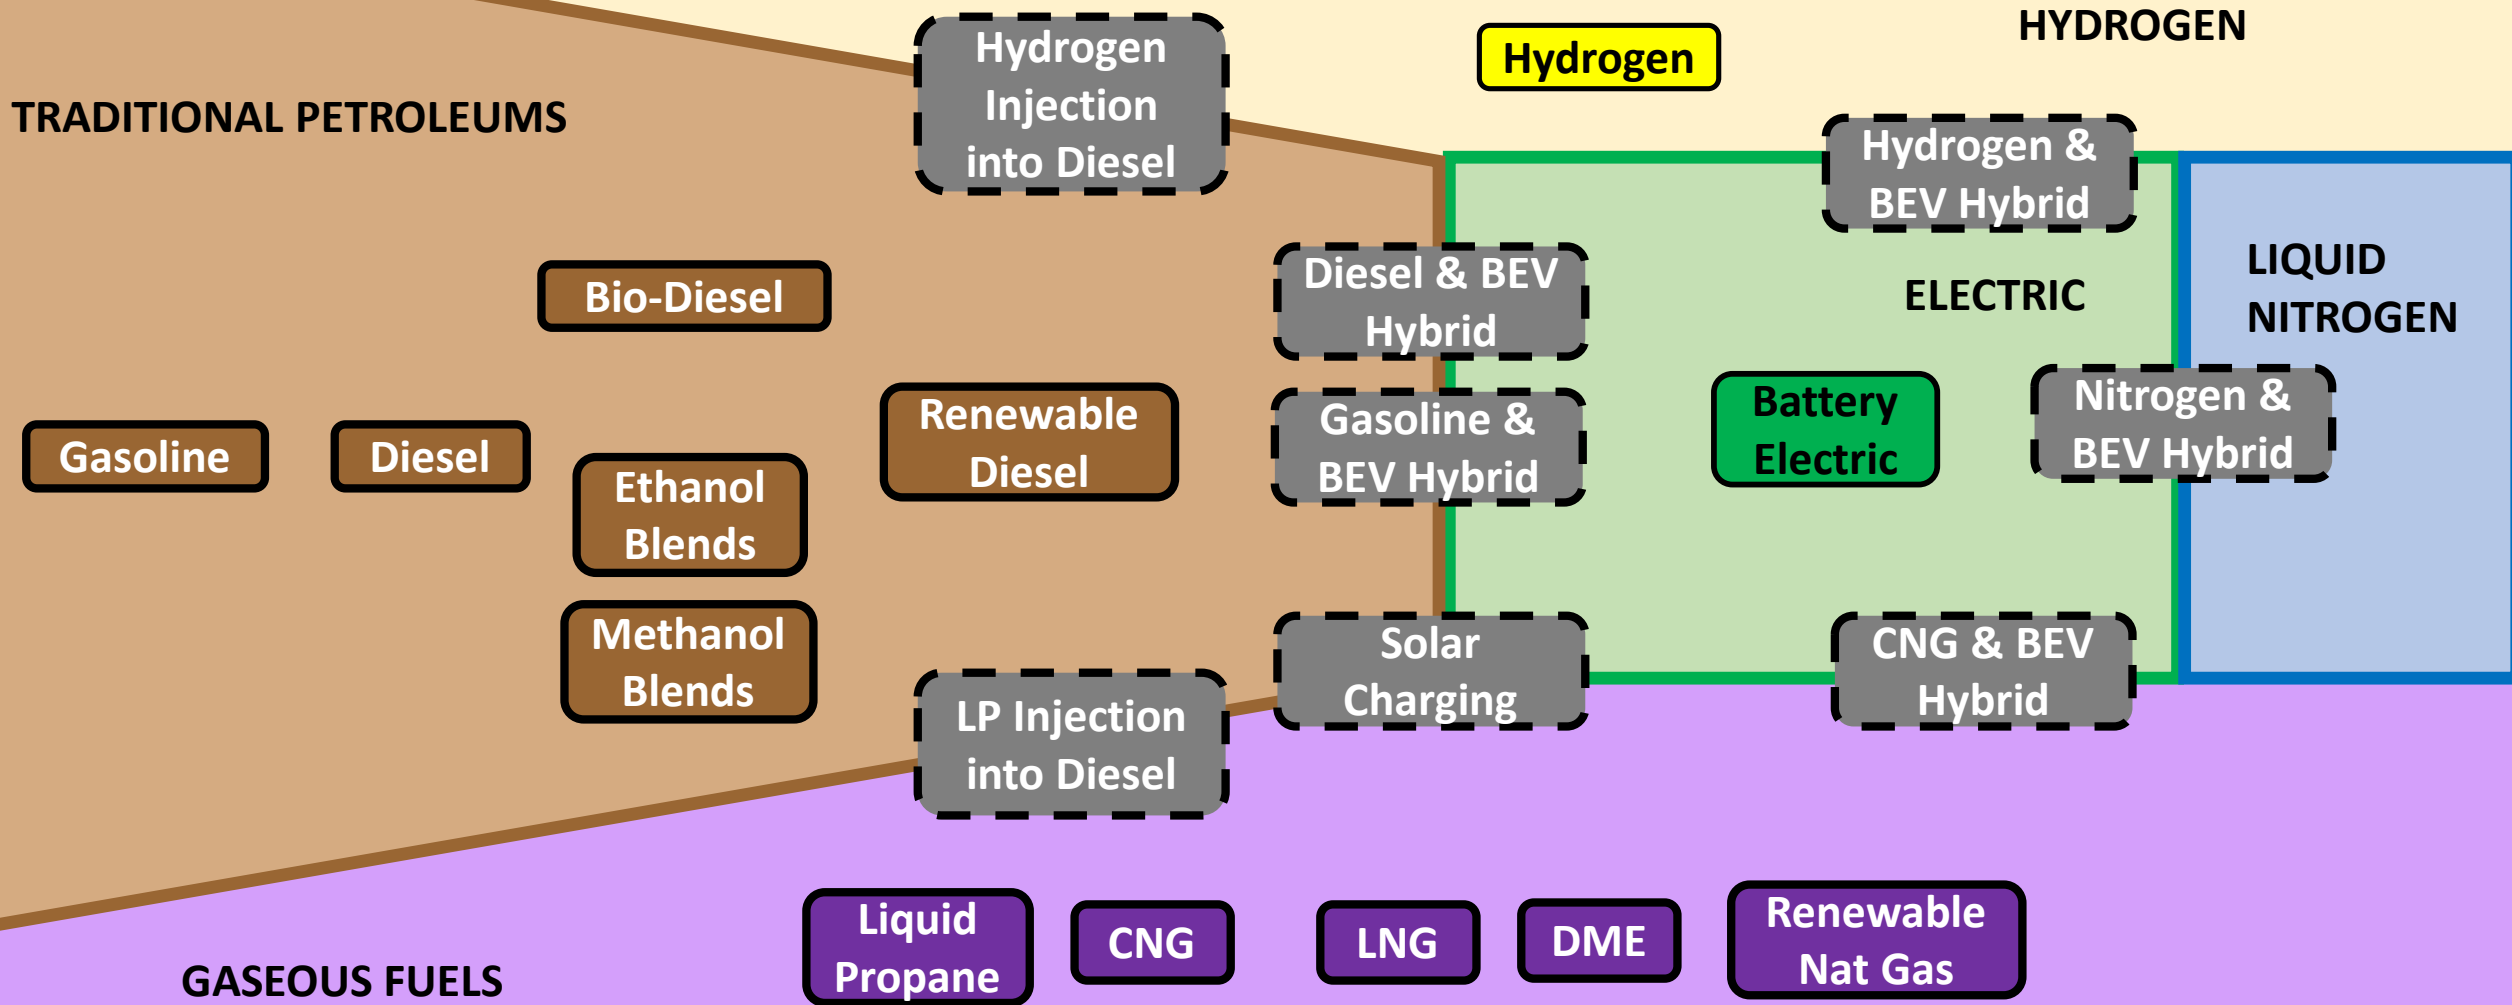 HYDROGEN
Hydrogen
Injection
into Diesel
Hydrogen
TRADITIONAL PETROLEUMS
Hydrogen &
BEV Hybrid
Diesel & BEV
Hybrid
ELECTRIC
LIQUID
NITROGEN
Bio-Diesel
Gasoline
Diesel
Renewable
Diesel
Gasoline &
BEV Hybrid
Battery
Electric
Nitrogen &
BEV Hybrid
Ethanol
Blends
Methanol
Blends
Solar
Charging
CNG & BEV
Hybrid
LP Injection
into Diesel
Liquid
Propane
CNG
LNG
DME
Renewable
Nat Gas
GASEOUS FUELS